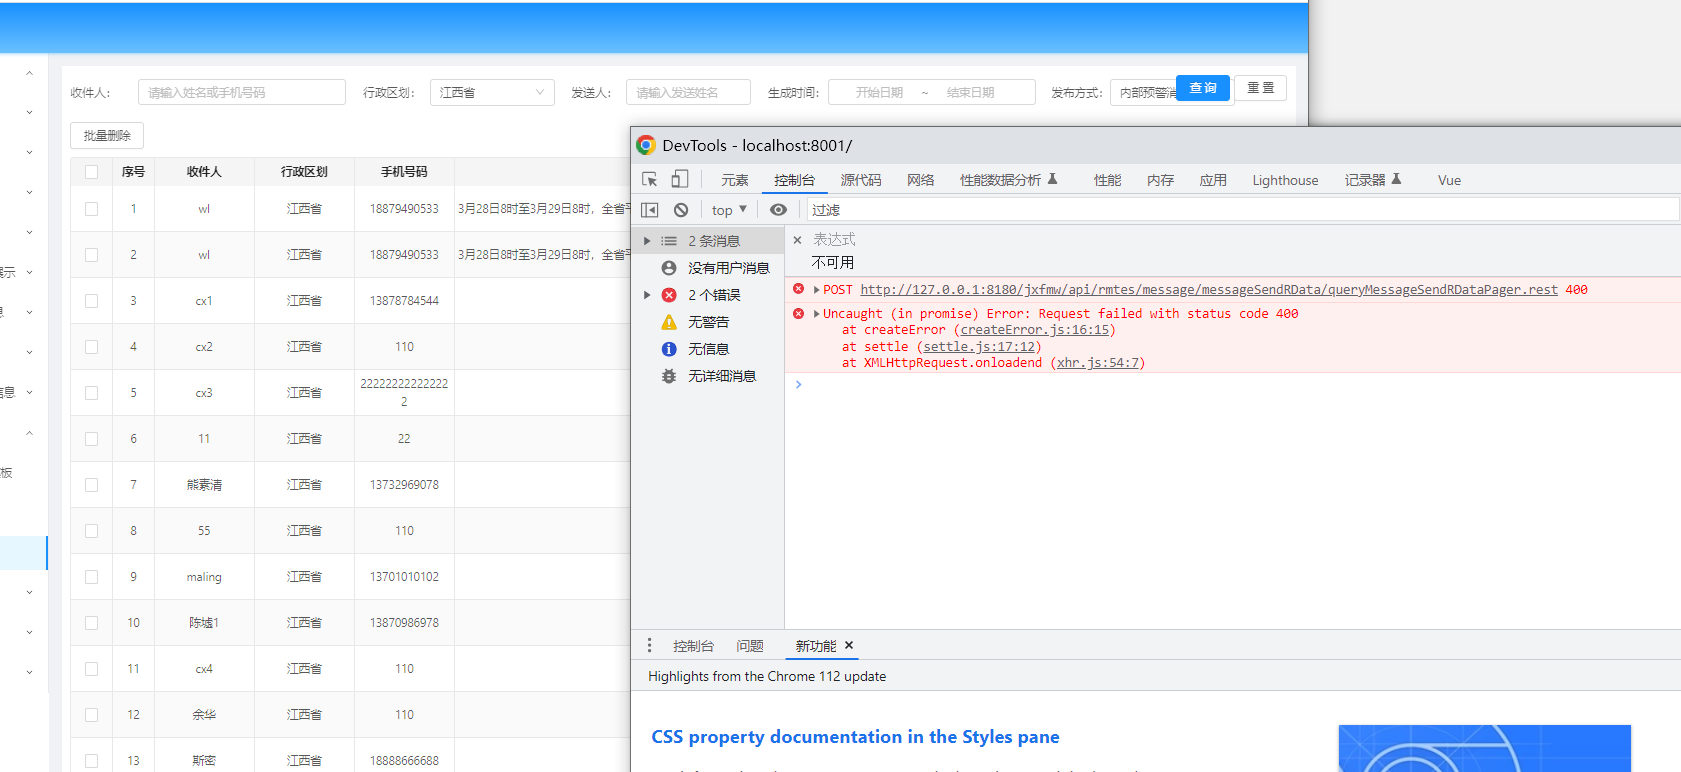 收件人：
请输入姓名或手机号码
行政区划：
江西省
发送人：
请输入发送姓名
生成时间：
开始日期 ~ 结束日期
发布方式：
内部预警消
查 询
重 置
批量删除
序号 收件人 行政区划 手机号码
1 wl 江西省 18879490533 3月28日8时至3月29日8时，全省
2 wl 江西省 18879490533 3月28日8时至3月29日8时，全省
3 cx1 江西省 13878784544
4 cx2 江西省 110
5 cx3 江西省 22222222222222
2
6 11 江西省 22
7 熊素清 江西省 13732969078
8 55 江西省 110
9 maling 江西省 13701010102
10 陈墟1 江西省 13870986978
11 cx4 江西省 110
12 余华 江西省 110
13 斯密 江西省 18888666688
展示
息
信息
板
DevTools - localhost:8001/
元素 控制台 源代码 网络 性能数据分析 性能 内存 应用 Lighthouse 记录器 Vue
top 过滤
2 条消息
没有用户消息
2 个错误
无警告
无信息
无详细消息
× 表达式
不可用
POST http://127.0.0.1:8180/jxfmw/api/rmtes/message/messageSendRData/queryMessageSendRDataPager.rest 400
Uncaught (in promise) Error: Request failed with status code 400
at createError (createError.js:16:15)
at settle (settle.js:17:12)
at XMLHttpRequest.onloadend (xhr.js:54:7)
控制台 问题 新功能 ×
Highlights from the Chrome 112 update
CSS property documentation in the Styles pane